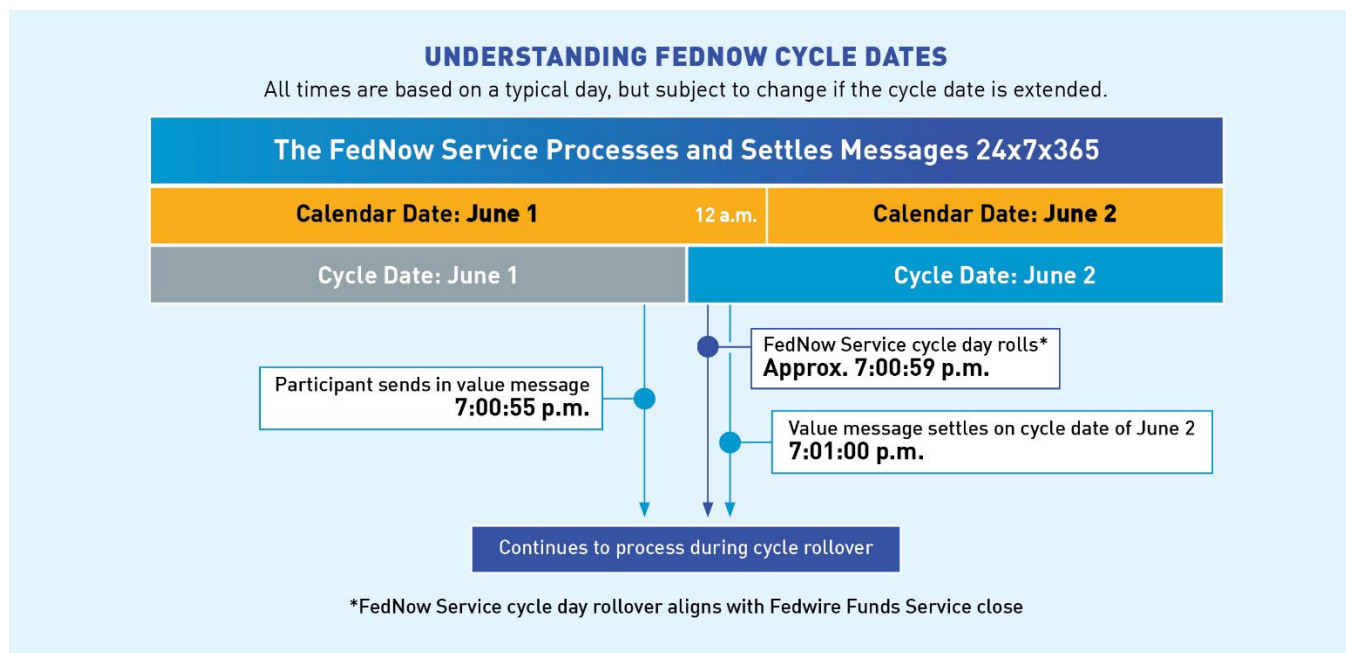 UNDERSTANDING FEDNOW CYCLE DATES
All times are based on a typical day, but subject to change if the cycle date is extended.
The FedNow Service Processes and Settles Messages 24x7x365
Calendar Date: June 1
12 a.m.
Calendar Date: June 2
Cycle Date: June 1
Cycle Date: June 2
FedNow Service cycle day rolls*
Approx. 7:00:59 p.m.
Participant sends in value message
7:00:55 p.m.
Value message settles on cycle date of June 2
7:01:00 p.m.
Continues to process during cycle rollover
*FedNow Service cycle day rollover aligns with Fedwire Funds Service close